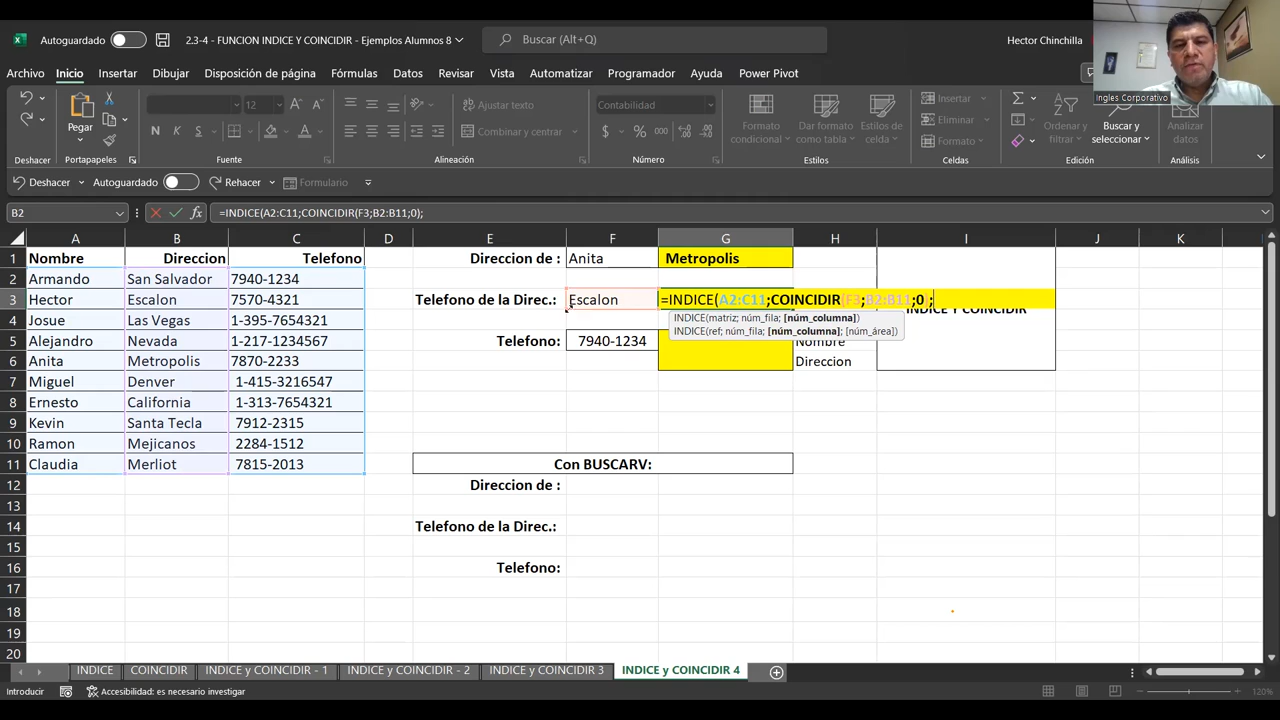 Autoguardado
2.3-4 - FUNCION INDICE Y COINCIDIR - Ejemplos Alumnos 8
Buscar (Alt+Q)
Hector Chinchilla
Ingles Corporativo
Archivo Inicio Insertar Dibujar Disposición de página Fórmulas Datos Revisar Vista Automatizar Programador Ayuda Power Pivot
Pegar
12
N K S
Ajustar texto
Combinar y centrar
Contabilidad
$ % 000
Formato condicional
Dar formato como tabla
Estilos de celda
Insertar
Eliminar
Formato
Ordenar y filtrar
Buscar y seleccionar
Analizar datos
Deshacer Portapapeles Fuente Alineación Número Estilos Celdas Edición Análisis
Deshacer Autoguardado Rehacer Formulario
B2 fx =INDICE(A2:C11;COINCIDIR(F3;B2:B11;0);
A B C D E F G H I J K
1 Nombre Direccion Telefono Direccion de : Anita Metropolis
2 Armando San Salvador 7940-1234
3 Hector Escalon 7570-4321 Telefono de la Direc.: Escalon =INDICE(A2:C11;COINCIDIR(F3;B2:B11;0);
INDICE Y COINCIDIR
4 Josue Las Vegas 1-395-7654321
INDICE(matriz; núm_fila; [núm_columna])
INDICE(ref; núm_fila; [núm_columna]; [núm_área])
5 Alejandro Nevada 1-217-1234567 Telefono: 7940-1234 Nombre
6 Anita Metropolis 7870-2233 Direccion
7 Miguel Denver 1-415-3216547
8 Ernesto California 1-313-7654321
9 Kevin Santa Tecla 7912-2315
10 Ramon Mejicanos 2284-1512
11 Claudia Merliot 7815-2013 Con BUSCARV:
12 Direccion de :
13
14 Telefono de la Direc.:
15
16 Telefono:
17
18
19
20
INDICE COINCIDIR INDICE y COINCIDIR - 1 INDICE y COINCIDIR - 2 INDICE y COINCIDIR 3 INDICE y COINCIDIR 4
Introducir Accesibilidad: es necesario investigar 120%